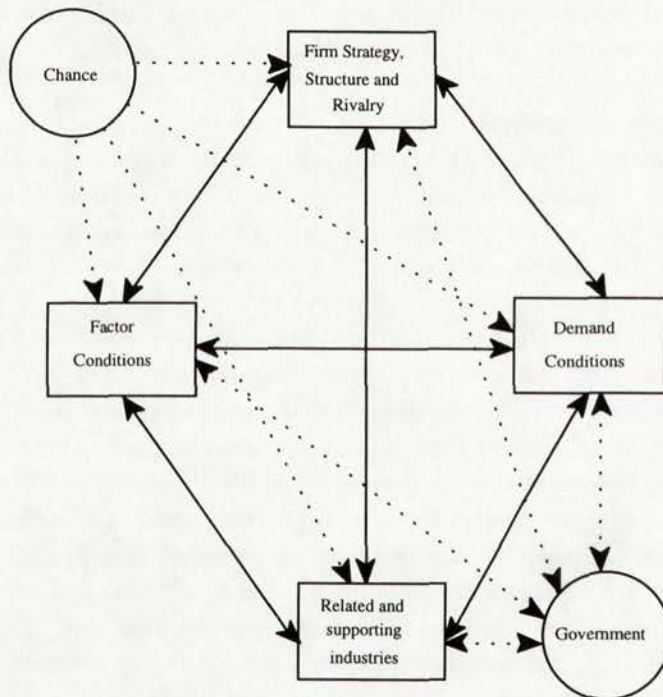 Firm Strategy,
Structure and
Rivalry
Chance
Factor
Conditions
Demand
Conditions
Related and
supporting
industries
Government